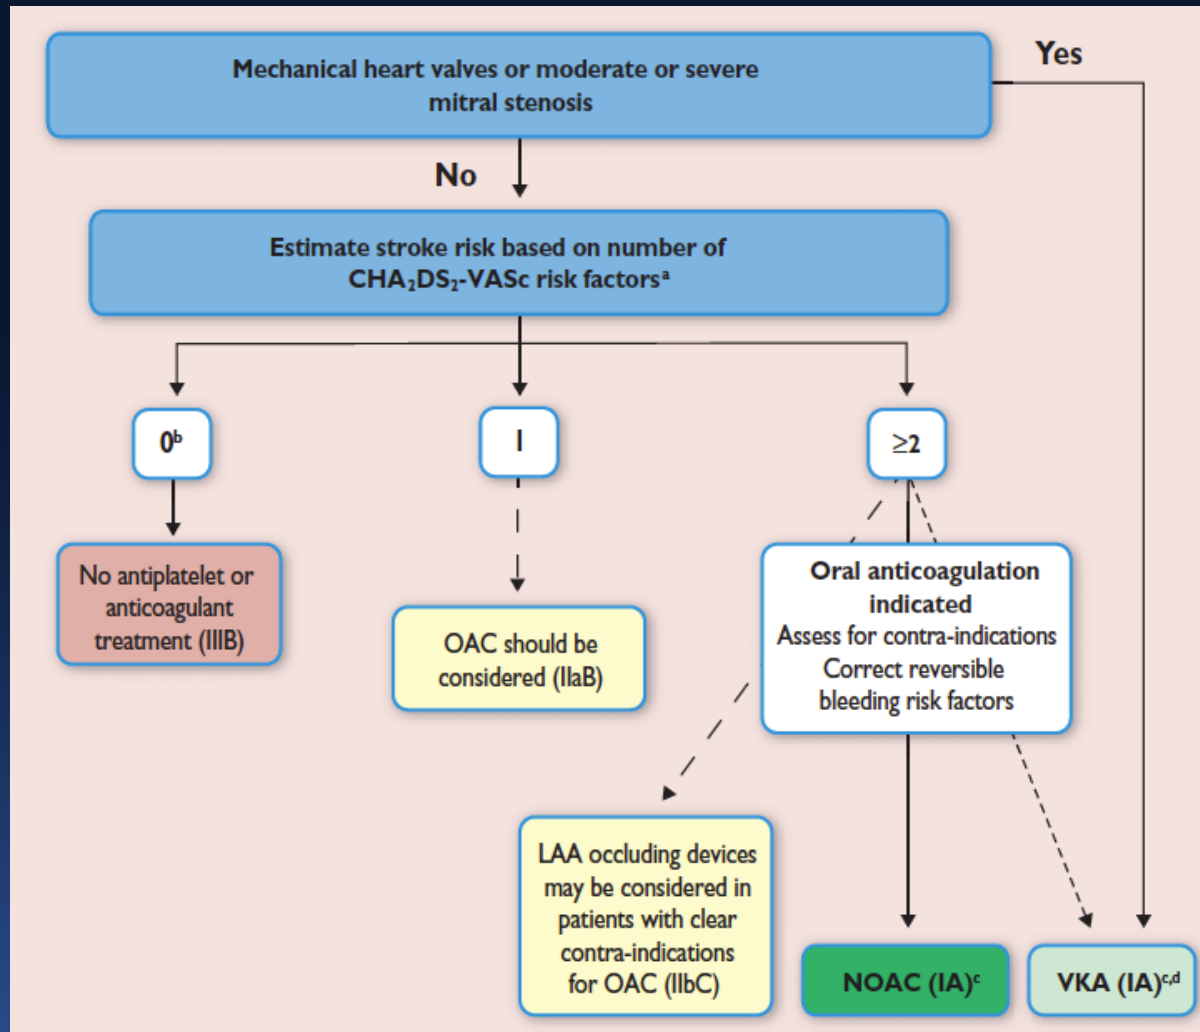 Mechanical heart valves or moderate or severe
mitral stenosis
Yes
No
Estimate stroke risk based on number of
CHA₂DS₂-VASc risk factorsᵃ
0ᵇ
1
≥2
No antiplatelet or
anticoagulant
treatment (IIIB)
OAC should be
considered (IIaB)
Oral anticoagulation
indicated
Assess for contra-indications
Correct reversible
bleeding risk factors
LAA occluding devices
may be considered in
patients with clear
contra-indications
for OAC (IIbC)
NOAC (IA)ᶜ
VKA (IA)ᶜ,ᵈ